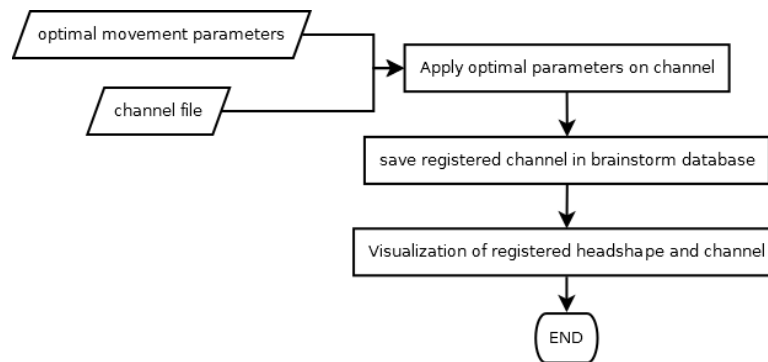 optimal movement parameters
Apply optimal parameters on channel
channel file
save registered channel in brainstorm database
Visualization of registered headshape and channel
END